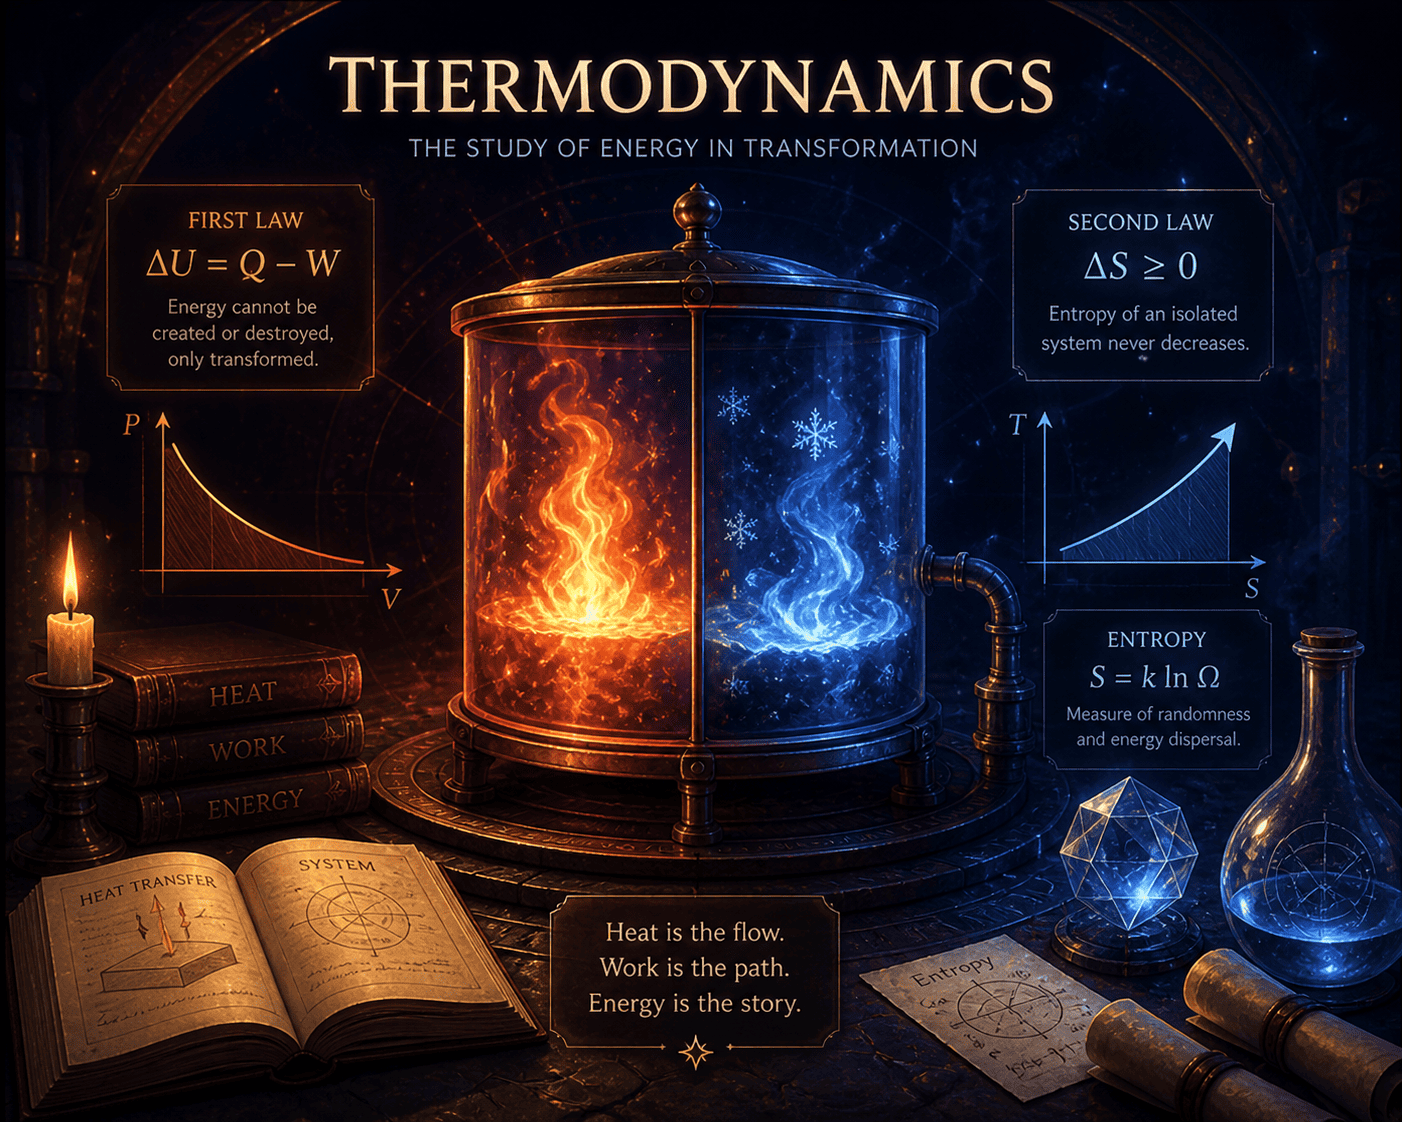 THERMODYNAMICS
THE STUDY OF ENERGY IN TRANSFORMATION
FIRST LAW
ΔU = Q − W
Energy cannot be
created or destroyed,
only transformed.
SECOND LAW
ΔS ≥ 0
Entropy of an isolated
system never decreases.
P
V
T
S
ENTROPY
S = k ln Ω
Measure of randomness
and energy dispersal.
HEAT
WORK
ENERGY
HEAT TRANSFER
SYSTEM
Heat is the flow.
Work is the path.
Energy is the story.
Entropy